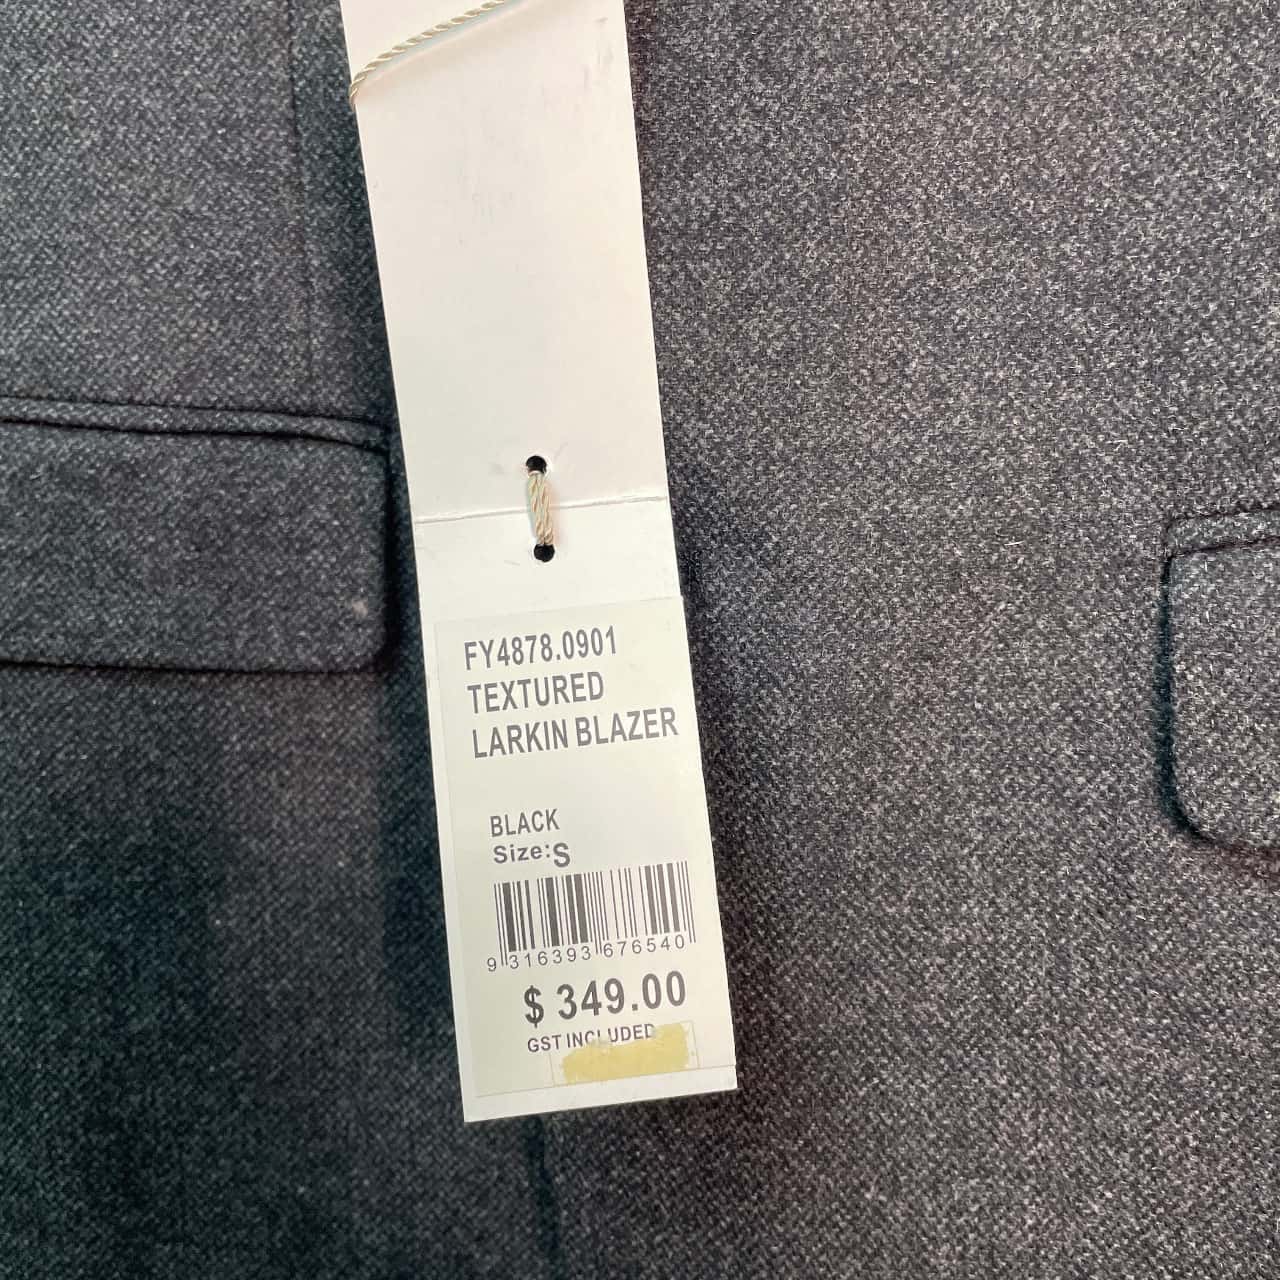 FY4878.0901
TEXTURED
LARKIN BLAZER
BLACK
Size:S
9 316393 676540
$ 349.00
GST INCLUDED